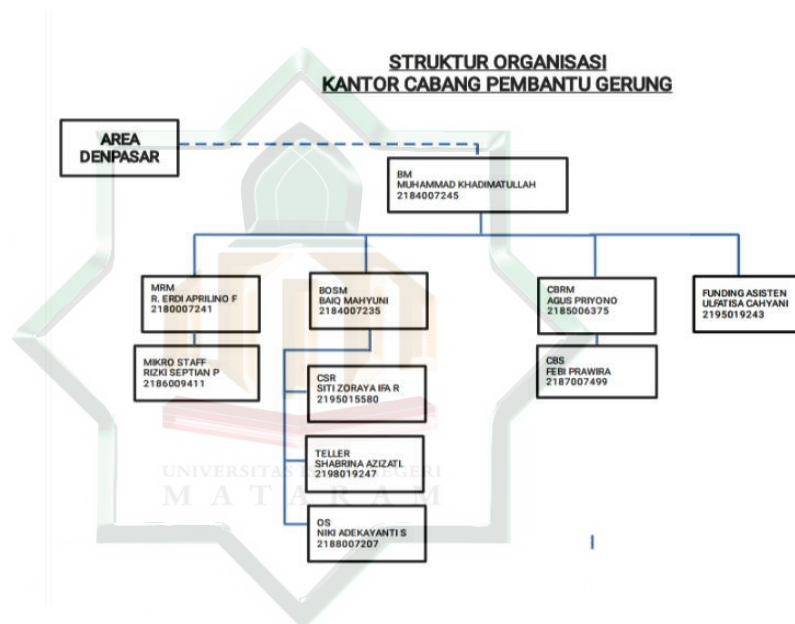 STRUKTUR ORGANISASI
KANTOR CABANG PEMBANTU GERUNG
AREA
DENPASAR
BM
MUHAMMAD KHADIMATULLAH
2184007245
MRM
R. ERDI APRILINO F
2180007241
BOSM
BAIQ MAHYUNI
2184007235
CBRM
AGUS PRIYONO
2185006375
FUNDING ASISTEN
ULFATISA CAHYANI
2195019243
MIKRO STAFF
RIZKI SEPTIAN P
2186009411
CBS
FEBI PRAWIRA
2187007499
CSR
SITI ZORAYA IFA R
2195015580
TELLER
SHABRINA AZIZATI.
2198019247
OS
NIKI ADEKAYANTI S
2188007207
UNIVERSITAS
MATARAM